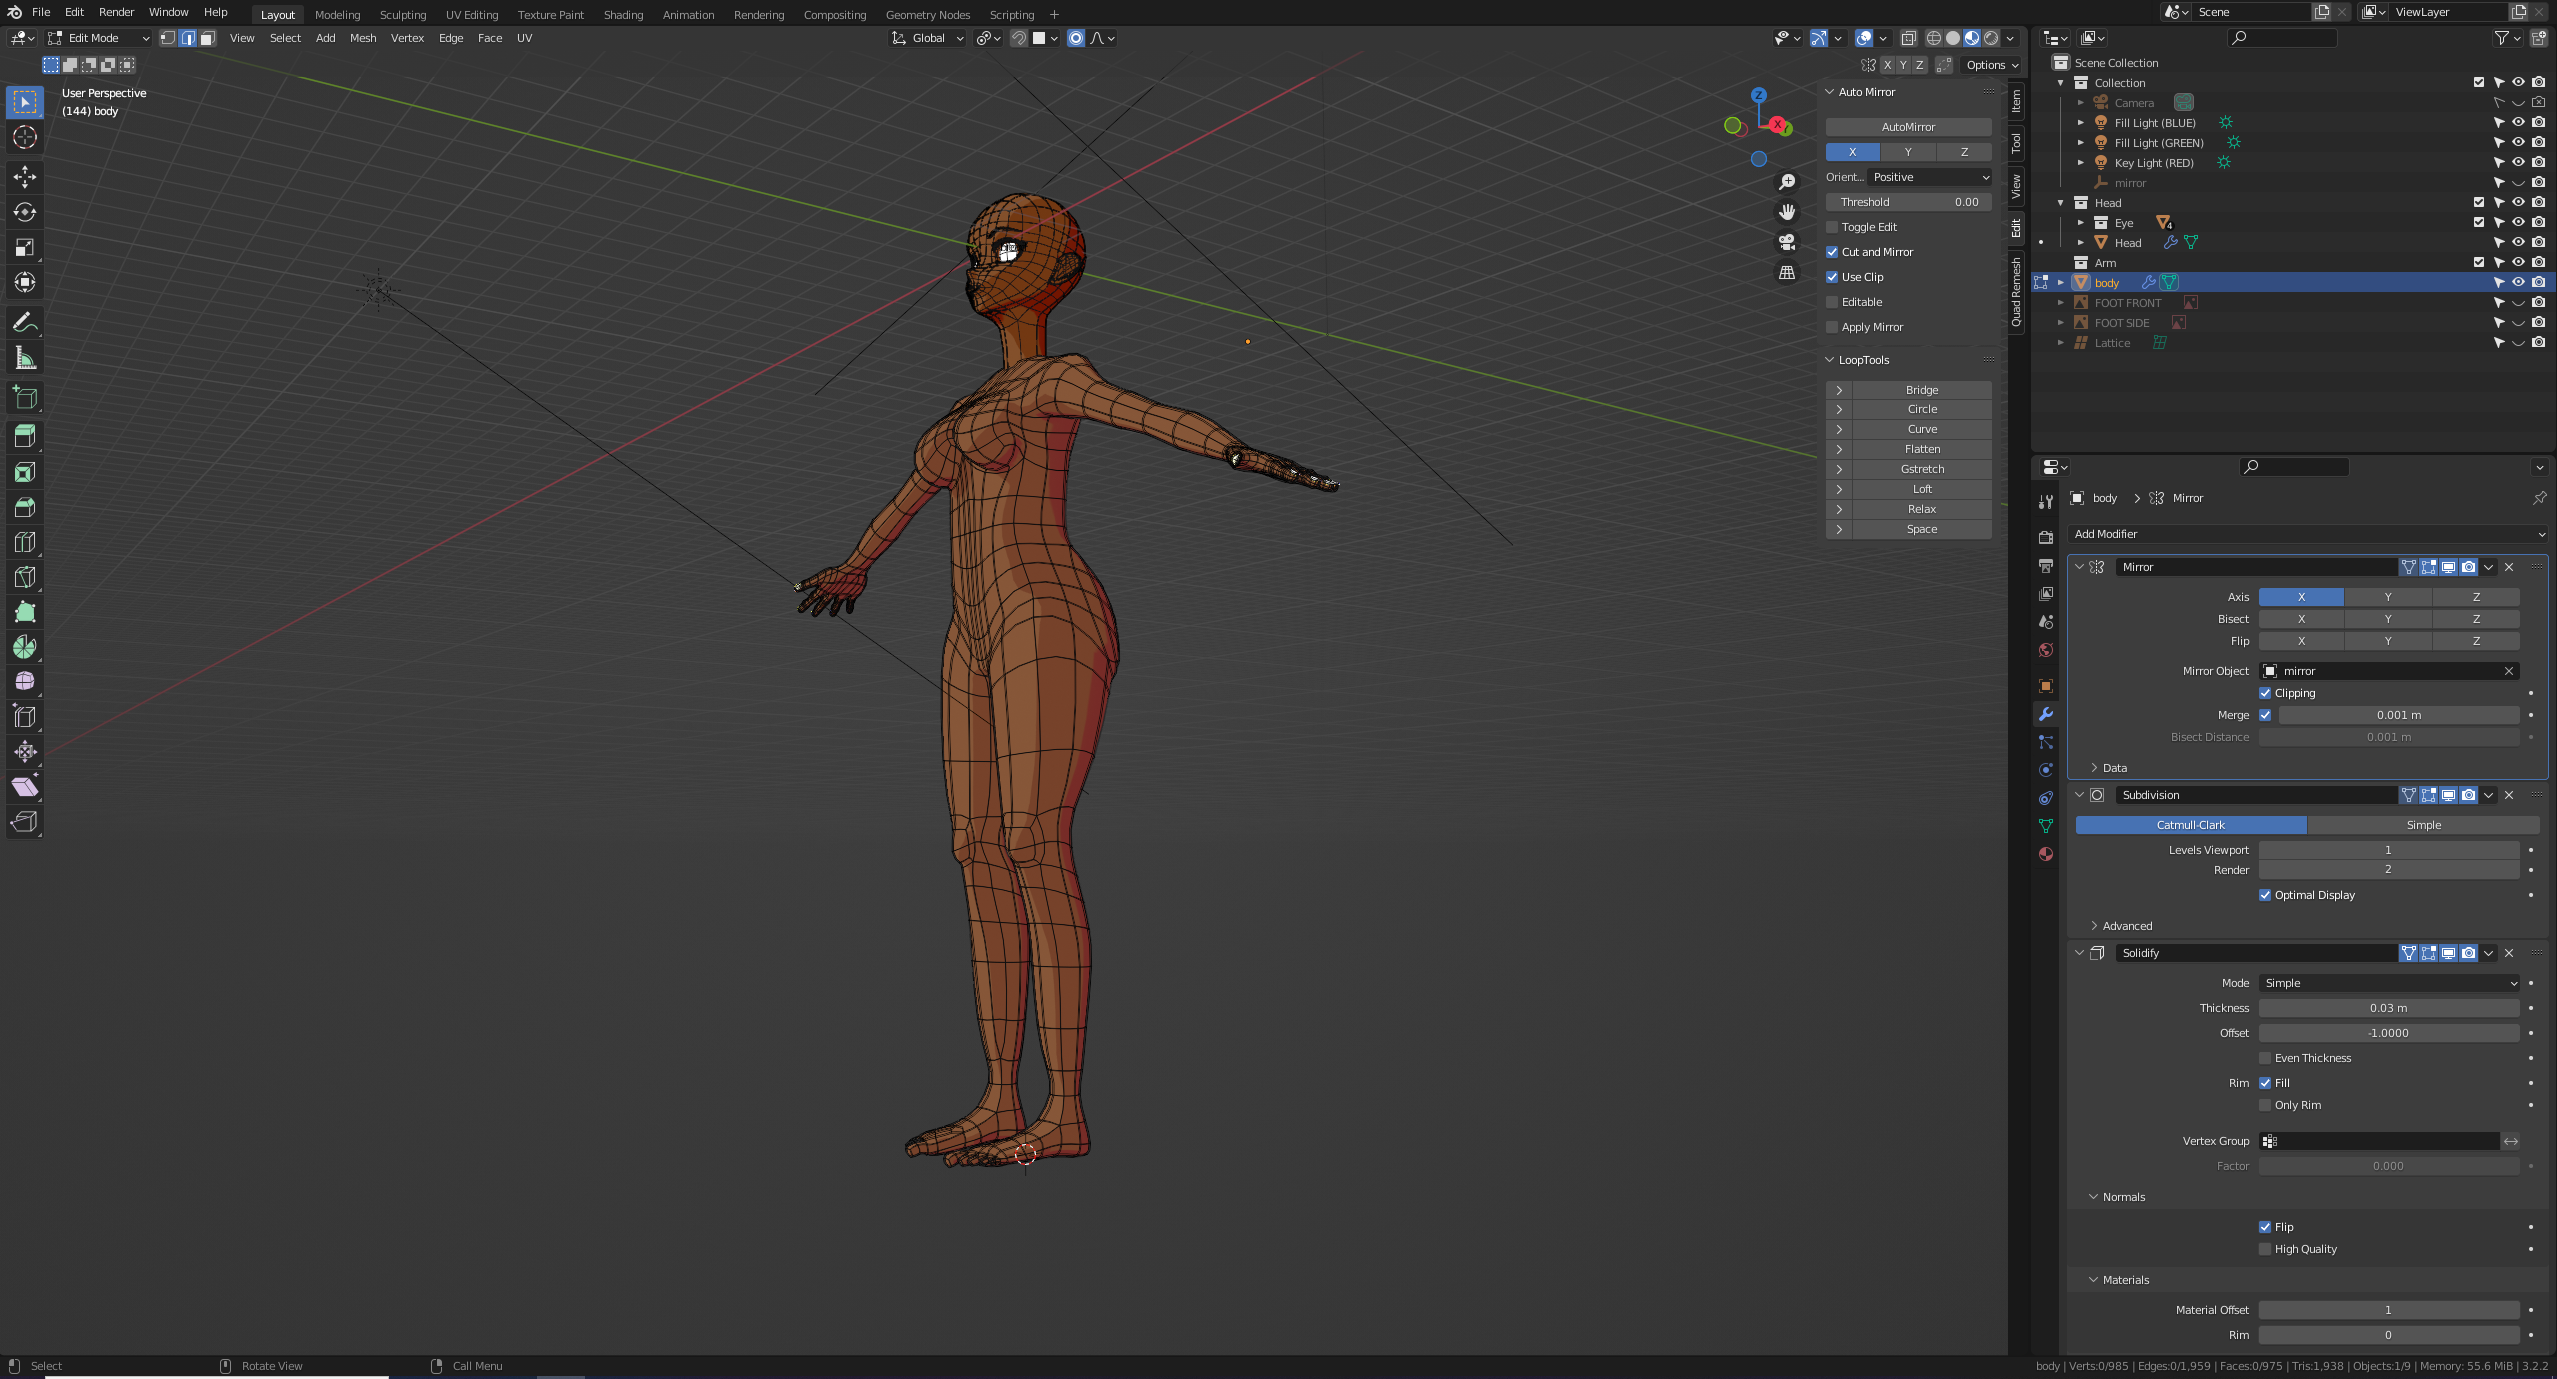 File Edit Render Window Help Layout Modeling Sculpting UV Editing Texture Paint Shading Animation Rendering Compositing Geometry Nodes Scripting + Scene ViewLayer
Edit Mode View Select Add Mesh Vertex Edge Face UV Global
X Y Z Options
User Perspective
(144) body
Z
X
Y
Auto Mirror
AutoMirror
X Y Z
Orient... Positive
Threshold 0.00
Toggle Edit
Cut and Mirror
Use Clip
Editable
Apply Mirror
LoopTools
Bridge
Circle
Curve
Flatten
Gstretch
Loft
Relax
Space
Item
Tool
View
Edit
Quad Remesh
Scene Collection
Collection
Camera
Fill Light (BLUE)
Fill Light (GREEN)
Key Light (RED)
mirror
Head
Eye 4
Head
Arm
body
FOOT FRONT
FOOT SIDE
Lattice
body > Mirror
Add Modifier
Mirror
Axis X Y Z
Bisect X Y Z
Flip X Y Z
Mirror Object mirror
Clipping
Merge 0.001 m
Bisect Distance 0.001 m
Data
Subdivision
Catmull-Clark Simple
Levels Viewport 1
Render 2
Optimal Display
Advanced
Solidify
Mode Simple
Thickness 0.03 m
Offset -1.0000
Even Thickness
Rim Fill
Only Rim
Vertex Group
Factor 0.000
Normals
Flip
High Quality
Materials
Material Offset 1
Rim 0
Select Rotate View Call Menu body | Verts:0/985 | Edges:0/1,959 | Faces:0/975 | Tris:1,938 | Objects:1/9 | Memory: 55.6 MiB | 3.2.2